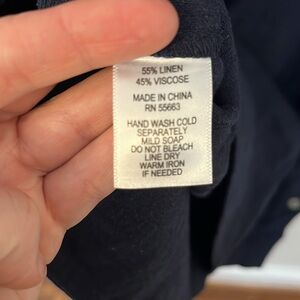 55% LINEN
45% VISCOSE
MADE IN CHINA
RN 55663
HAND WASH COLD
SEPARATELY
MILD SOAP
DO NOT BLEACH
LINE DRY
WARM IRON
IF NEEDED